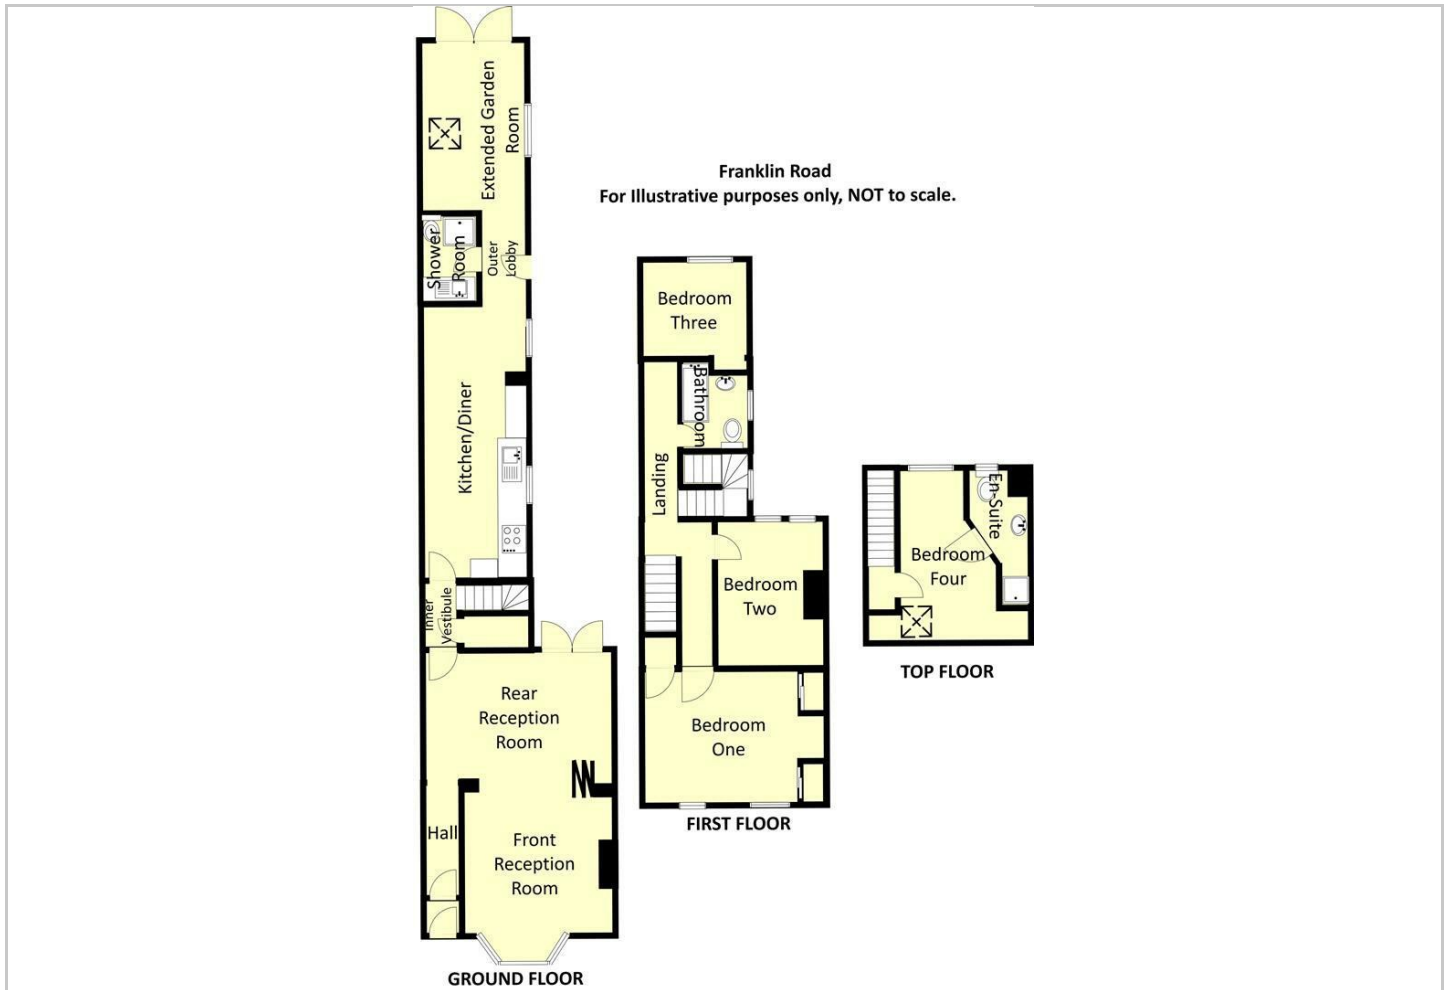 Franklin Road
For Illustrative purposes only, NOT to scale.
Extended Garden
Room
Shower
Room
Outer
Lobby
Kitchen/Diner
Inner
Vestibule
Rear
Reception
Room
Hall
Front
Reception
Room
GROUND FLOOR
Bedroom
Three
Bathroom
Landing
Bedroom
Two
Bedroom
One
FIRST FLOOR
En-Suite
Bedroom
Four
TOP FLOOR